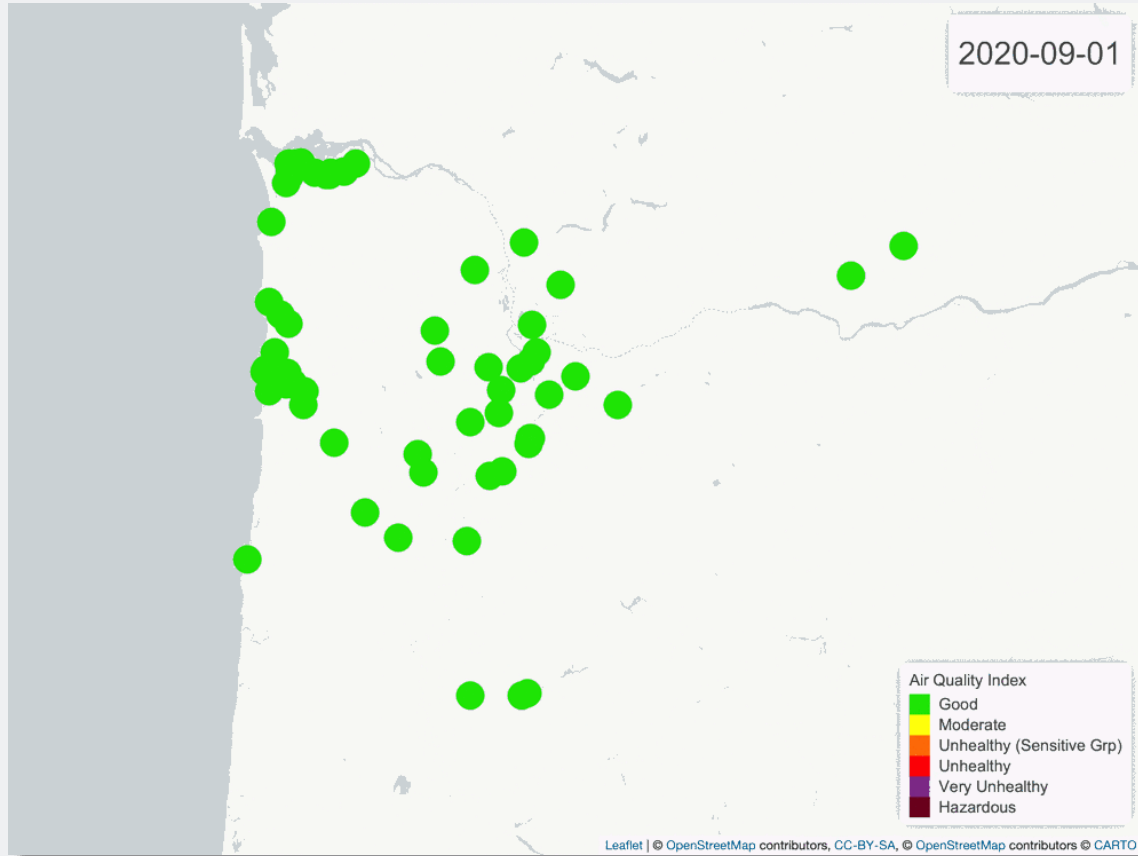 2020-09-01
Air Quality Index
Good
Moderate
Unhealthy (Sensitive Grp)
Unhealthy
Very Unhealthy
Hazardous
Leaflet | © OpenStreetMap contributors, CC-BY-SA, © OpenStreetMap contributors © CARTO